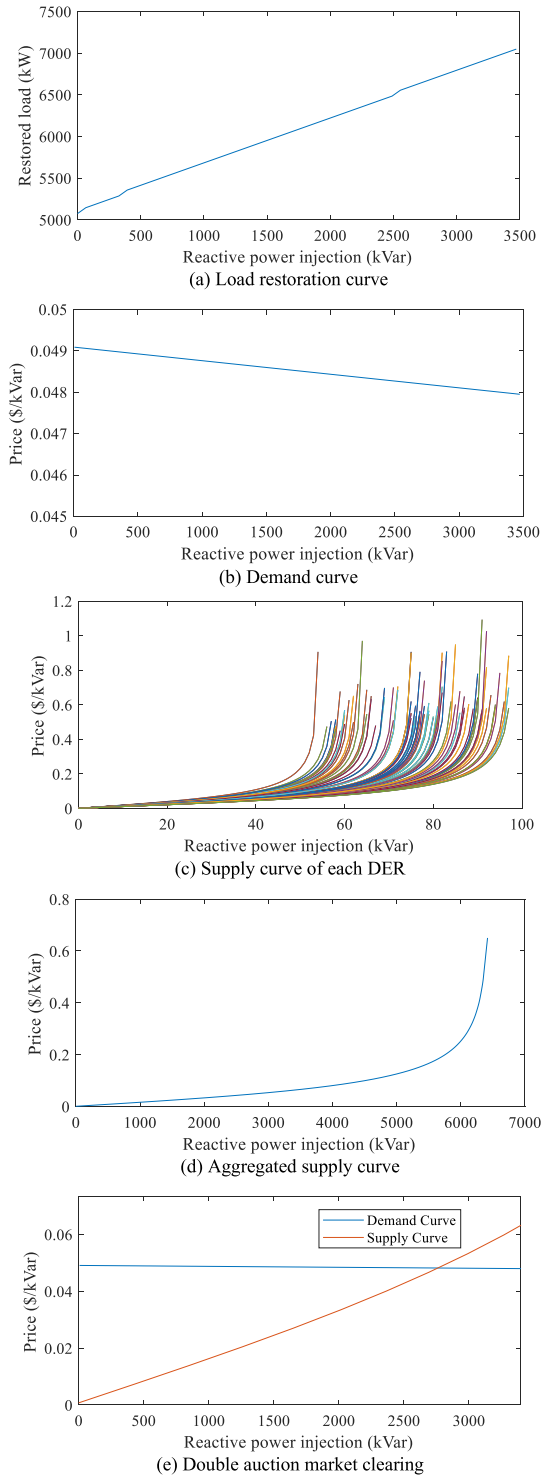 7500
7000
6500
6000
5500
5000
Restored load (kW)
0 500 1000 1500 2000 2500 3000 3500
Reactive power injection (kVar)
(a) Load restoration curve
0.05
0.049
0.048
0.047
0.046
0.045
Price ($/kVar)
0 500 1000 1500 2000 2500 3000 3500
Reactive power injection (kVar)
(b) Demand curve
1.2
1
0.8
0.6
0.4
0.2
0
Price ($/kVar)
0 20 40 60 80 100
Reactive power injection (kVar)
(c) Supply curve of each DER
0.8
0.6
0.4
0.2
0
Price ($/kVar)
0 1000 2000 3000 4000 5000 6000 7000
Reactive power injection (kVar)
(d) Aggregated supply curve
Demand Curve
Supply Curve
0.06
0.04
0.02
0
Price ($/kVar)
0 500 1000 1500 2000 2500 3000
Reactive power injection (kVar)
(e) Double auction market clearing